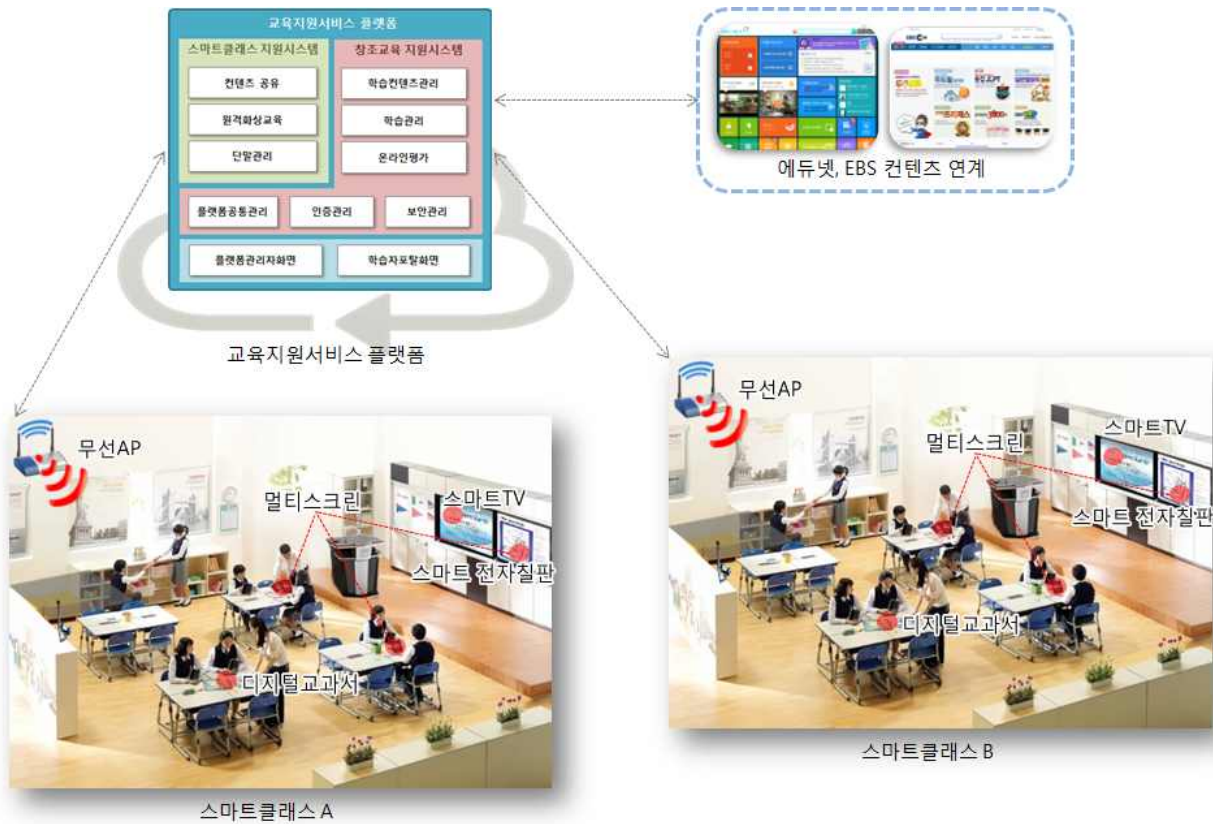 교육지원서비스 플랫폼
스마트클래스 지원시스템
컨텐츠 공유
원격화상교육
단말관리
창조교육 지원시스템
학습컨텐츠관리
학습관리
온라인평가
플랫폼공통관리
인증관리
보안관리
플랫폼관리자화면
학습자포탈화면
교육지원서비스 플랫폼
에듀넷, EBS 컨텐츠 연계
무선AP
멀티스크린
스마트TV
스마트 전자칠판
디지털교과서
스마트클래스 A
무선AP
멀티스크린
스마트TV
스마트 전자칠판
디지털교과서
스마트클래스 B